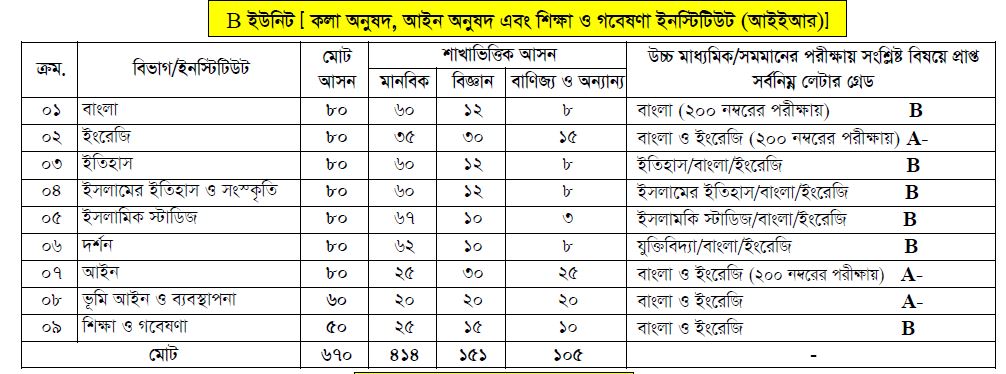 B ইউনিট [ কলা অনুষদ, আইন অনুষদ এবং শিক্ষা ও গবেষণা ইনস্টিটিউট (আইইআর)]
ক্রম. বিভাগ/ইনস্টিটিউট মোট আসন শাখাভিত্তিক আসন উচ্চ মাধ্যমিক/সমমানের পরীক্ষায় সংশ্লিষ্ট বিষয়ে প্রাপ্ত সর্বনিম্ন লেটার গ্রেড
মানবিক বিজ্ঞান বাণিজ্য ও অন্যান্য
০১ বাংলা ৮০ ৬০ ১২ ৮ বাংলা (২০০ নম্বরের পরীক্ষায়) B
০২ ইংরেজি ৮০ ৩৫ ৩০ ১৫ বাংলা ও ইংরেজি (২০০ নম্বরের পরীক্ষায়) A-
০৩ ইতিহাস ৮০ ৬০ ১২ ৮ ইতিহাস/বাংলা/ইংরেজি B
০৪ ইসলামের ইতিহাস ও সংস্কৃতি ৮০ ৬০ ১২ ৮ ইসলামের ইতিহাস/বাংলা/ইংরেজি B
০৫ ইসলামিক স্টাডিজ ৮০ ৬৭ ১০ ৩ ইসলামকি স্টাডিজ/বাংলা/ইংরেজি B
০৬ দর্শন ৮০ ৬২ ১০ ৮ যুক্তিবিদ্যা/বাংলা/ইংরেজি B
০৭ আইন ৮০ ২৫ ৩০ ২৫ বাংলা ও ইংরেজি (২০০ নম্বরের পরীক্ষায়) A-
০৮ ভূমি আইন ও ব্যবস্থাপনা ৬০ ২০ ২০ ২০ বাংলা ও ইংরেজি A-
০৯ শিক্ষা ও গবেষণা ৫০ ২৫ ১৫ ১০ বাংলা ও ইংরেজি B
মোট ৬৭০ ৪১৪ ১৫১ ১০৫ -